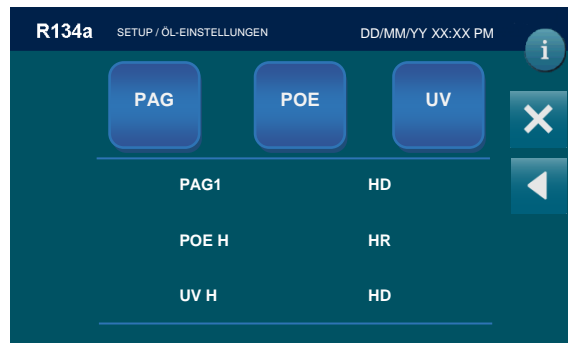 R134a SETUP / ÖL-EINSTELLUNGEN DD/MM/YY XX:XX PM
i
PAG POE UV
PAG1 HD
POE H HR
UV H HD